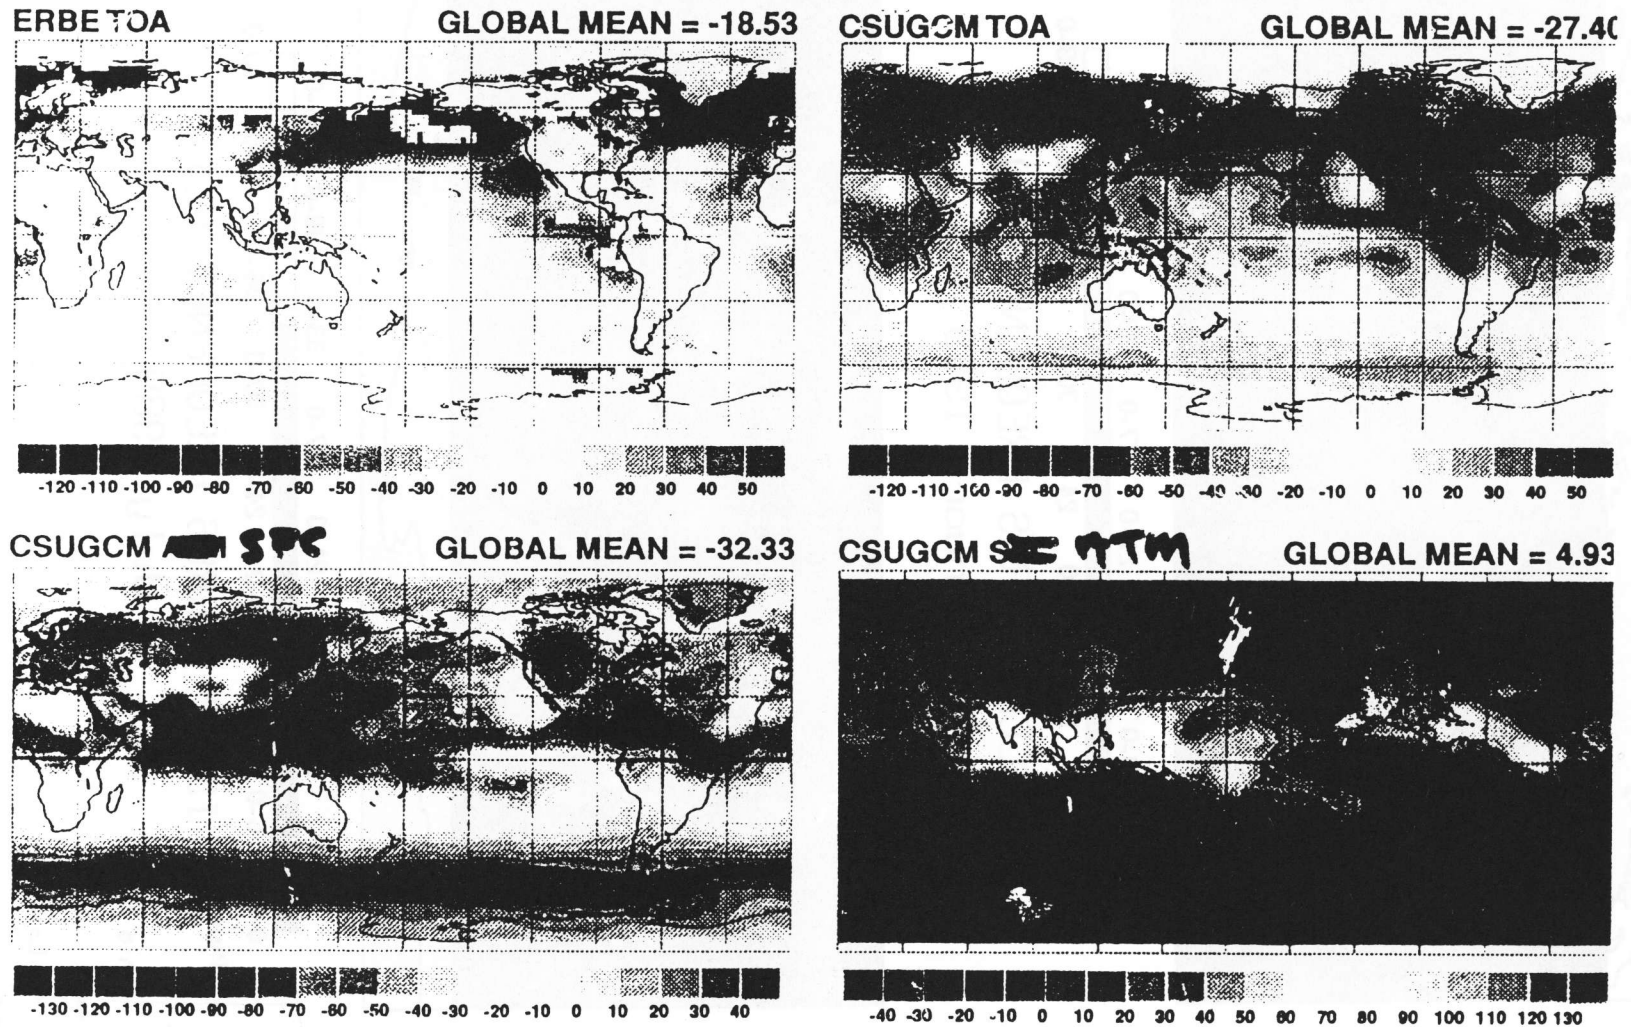 ERBE TOA GLOBAL MEAN = -18.53
CSUGCM TOA GLOBAL MEAN = -27.40
-120 -110 -100 -90 -80 -70 -60 -50 -40 -30 -20 -10 0 10 20 30 40 50
-120 -110 -100 -90 -80 -70 -60 -50 -40 -30 -20 -10 0 10 20 30 40 50
CSUGCM SFC GLOBAL MEAN = -32.33
CSUGCM ATM GLOBAL MEAN = 4.93
-130 -120 -110 -100 -90 -80 -70 -60 -50 -40 -30 -20 -10 0 10 20 30 40
-40 -30 -20 -10 0 10 20 30 40 50 60 70 80 90 100 110 120 130